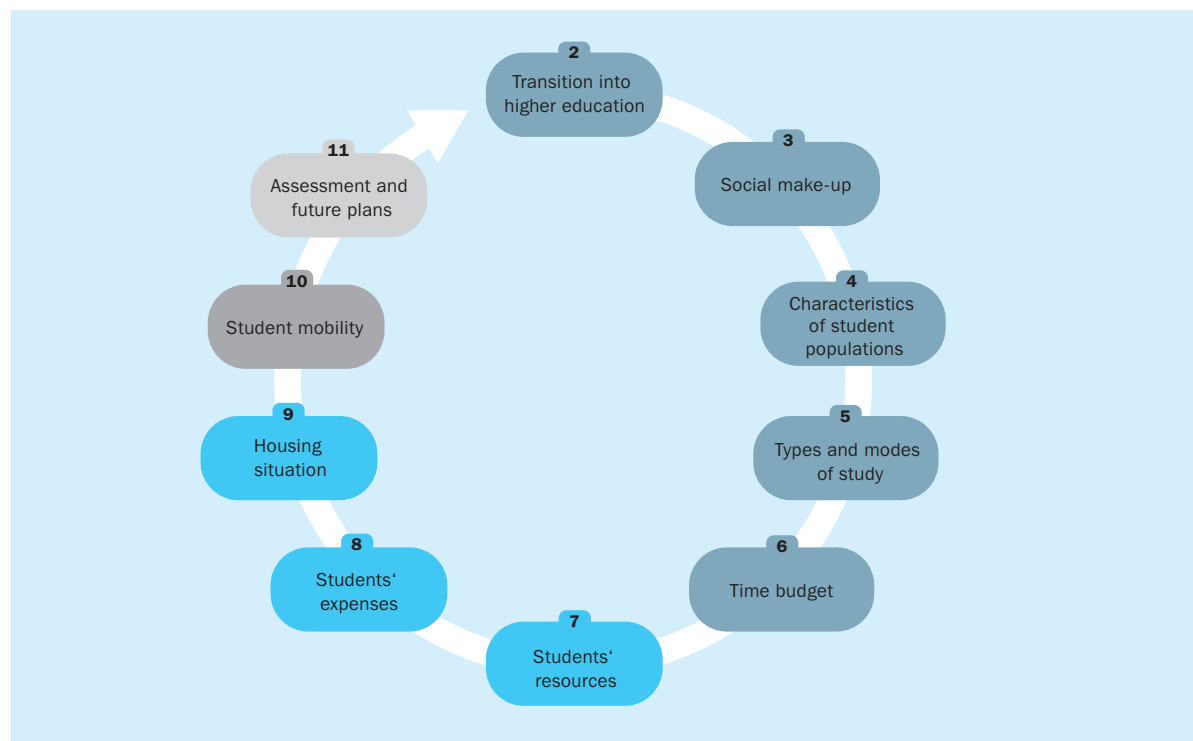 2
Transition into
higher education
3
Social make-up
4
Characteristics
of student
populations
5
Types and modes
of study
6
Time budget
7
Students‘
resources
8
Students‘
expenses
9
Housing
situation
10
Student mobility
11
Assessment and
future plans